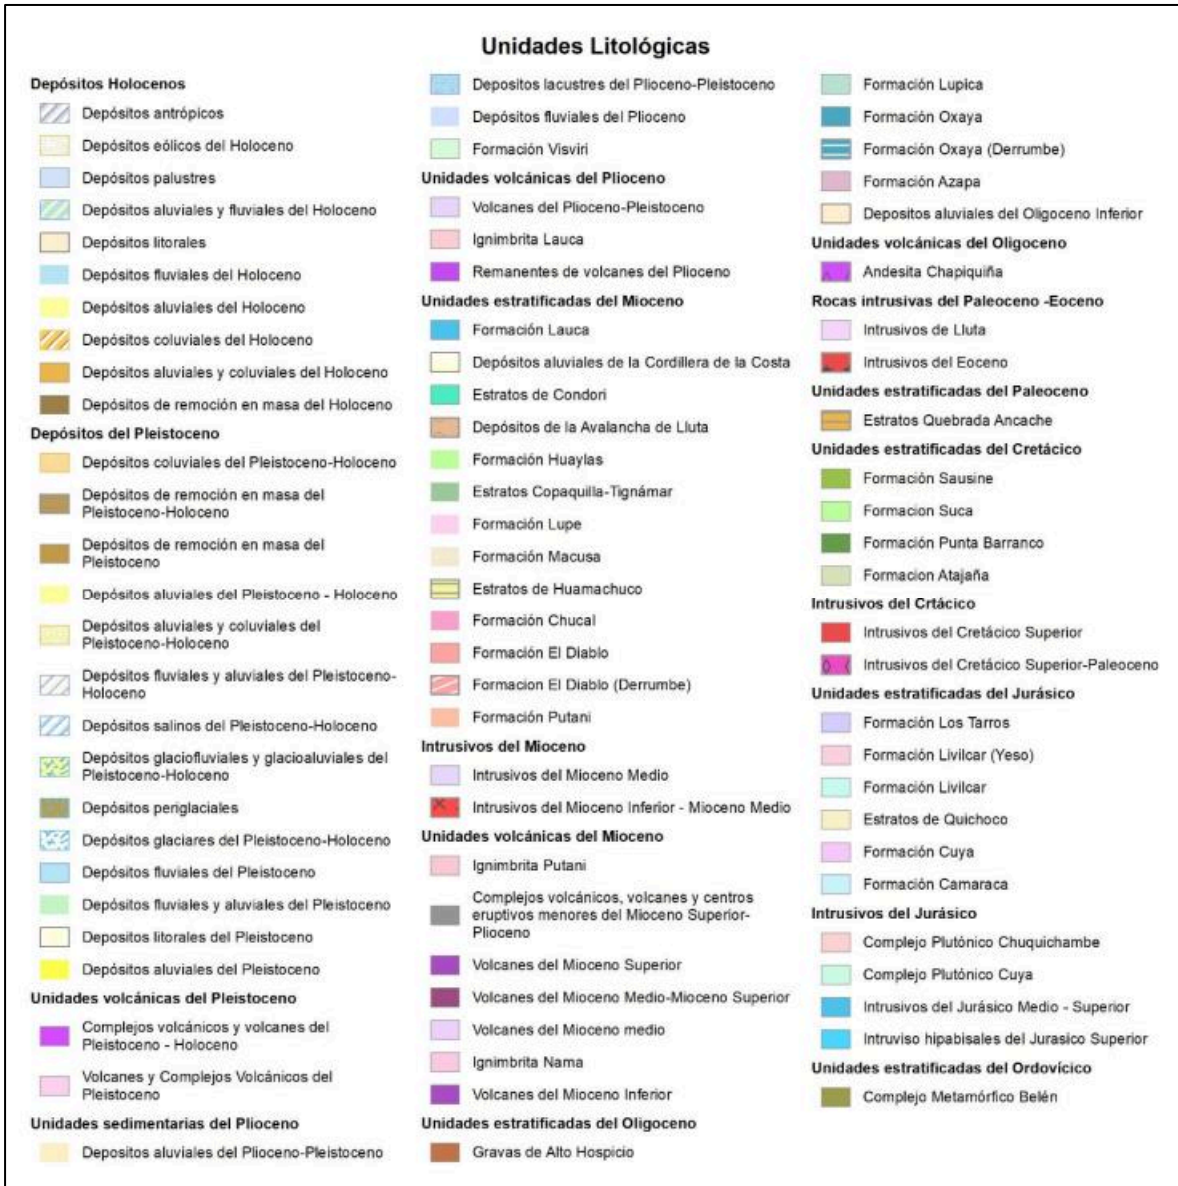 Unidades Litológicas
Depósitos Holocenos
Depósitos antrópicos
Depósitos eólicos del Holoceno
Depósitos palustres
Depósitos aluviales y fluviales del Holoceno
Depósitos litorales
Depósitos fluviales del Holoceno
Depósitos aluviales del Holoceno
Depósitos coluviales del Holoceno
Depósitos aluviales y coluviales del Holoceno
Depósitos de remoción en masa del Holoceno
Depósitos del Pleistoceno
Depósitos coluviales del Pleistoceno-Holoceno
Depósitos de remoción en masa del
Pleistoceno-Holoceno
Depósitos de remoción en masa del
Pleistoceno
Depósitos aluviales del Pleistoceno - Holoceno
Depósitos aluviales y coluviales del
Pleistoceno-Holoceno
Depósitos fluviales y aluviales del Pleistoceno-
Holoceno
Depósitos salinos del Pleistoceno-Holoceno
Depósitos glaciofluviales y glacioaluviales del
Pleistoceno-Holoceno
Depósitos periglaciales
Depósitos glaciares del Pleistoceno-Holoceno
Depósitos fluviales del Pleistoceno
Depósitos fluviales y aluviales del Pleistoceno
Depositos litorales del Pleistoceno
Depósitos aluviales del Pleistoceno
Unidades volcánicas del Pleistoceno
Complejos volcánicos y volcanes del
Pleistoceno - Holoceno
Volcanes y Complejos Volcánicos del
Pleistoceno
Unidades sedimentarias del Plioceno
Depositos aluviales del Plioceno-Pleistoceno
Depositos lacustres del Plioceno-Pleistoceno
Depósitos fluviales del Plioceno
Formación Visviri
Unidades volcánicas del Plioceno
Volcanes del Plioceno-Pleistoceno
Ignimbrita Lauca
Remanentes de volcanes del Plioceno
Unidades estratificadas del Mioceno
Formación Lauca
Depósitos aluviales de la Cordillera de la Costa
Estratos de Condori
Depósitos de la Avalancha de Lluta
Formación Huaylas
Estratos Copaquilla-Tignámar
Formación Lupe
Formación Macusa
Estratos de Huamachuco
Formación Chucal
Formación El Diablo
Formacion El Diablo (Derrumbe)
Formación Putani
Intrusivos del Mioceno
Intrusivos del Mioceno Medio
Intrusivos del Mioceno Inferior - Mioceno Medio
Unidades volcánicas del Mioceno
Ignimbrita Putani
Complejos volcánicos, volcanes y centros
eruptivos menores del Mioceno Superior-
Plioceno
Volcanes del Mioceno Superior
Volcanes del Mioceno Medio-Mioceno Superior
Volcanes del Mioceno medio
Ignimbrita Nama
Volcanes del Mioceno Inferior
Unidades estratificadas del Oligoceno
Gravas de Alto Hospicio
Formación Lupica
Formación Oxaya
Formación Oxaya (Derrumbe)
Formación Azapa
Depositos aluviales del Oligoceno Inferior
Unidades volcánicas del Oligoceno
Andesita Chapiquiña
Rocas intrusivas del Paleoceno -Eoceno
Intrusivos de Lluta
Intrusivos del Eoceno
Unidades estratificadas del Paleoceno
Estratos Quebrada Ancache
Unidades estratificadas del Cretácico
Formación Sausine
Formacion Suca
Formación Punta Barranco
Formacion Atajaña
Intrusivos del Crtácico
Intrusivos del Cretácico Superior
Intrusivos del Cretácico Superior-Paleoceno
Unidades estratificadas del Jurásico
Formación Los Tarros
Formación Livilcar (Yeso)
Formación Livilcar
Estratos de Quichoco
Formación Cuya
Formación Camaraca
Intrusivos del Jurásico
Complejo Plutónico Chuquichambe
Complejo Plutónico Cuya
Intrusivos del Jurásico Medio - Superior
Intruviso hipabisales del Jurasico Superior
Unidades estratificadas del Ordovícico
Complejo Metamórfico Belén